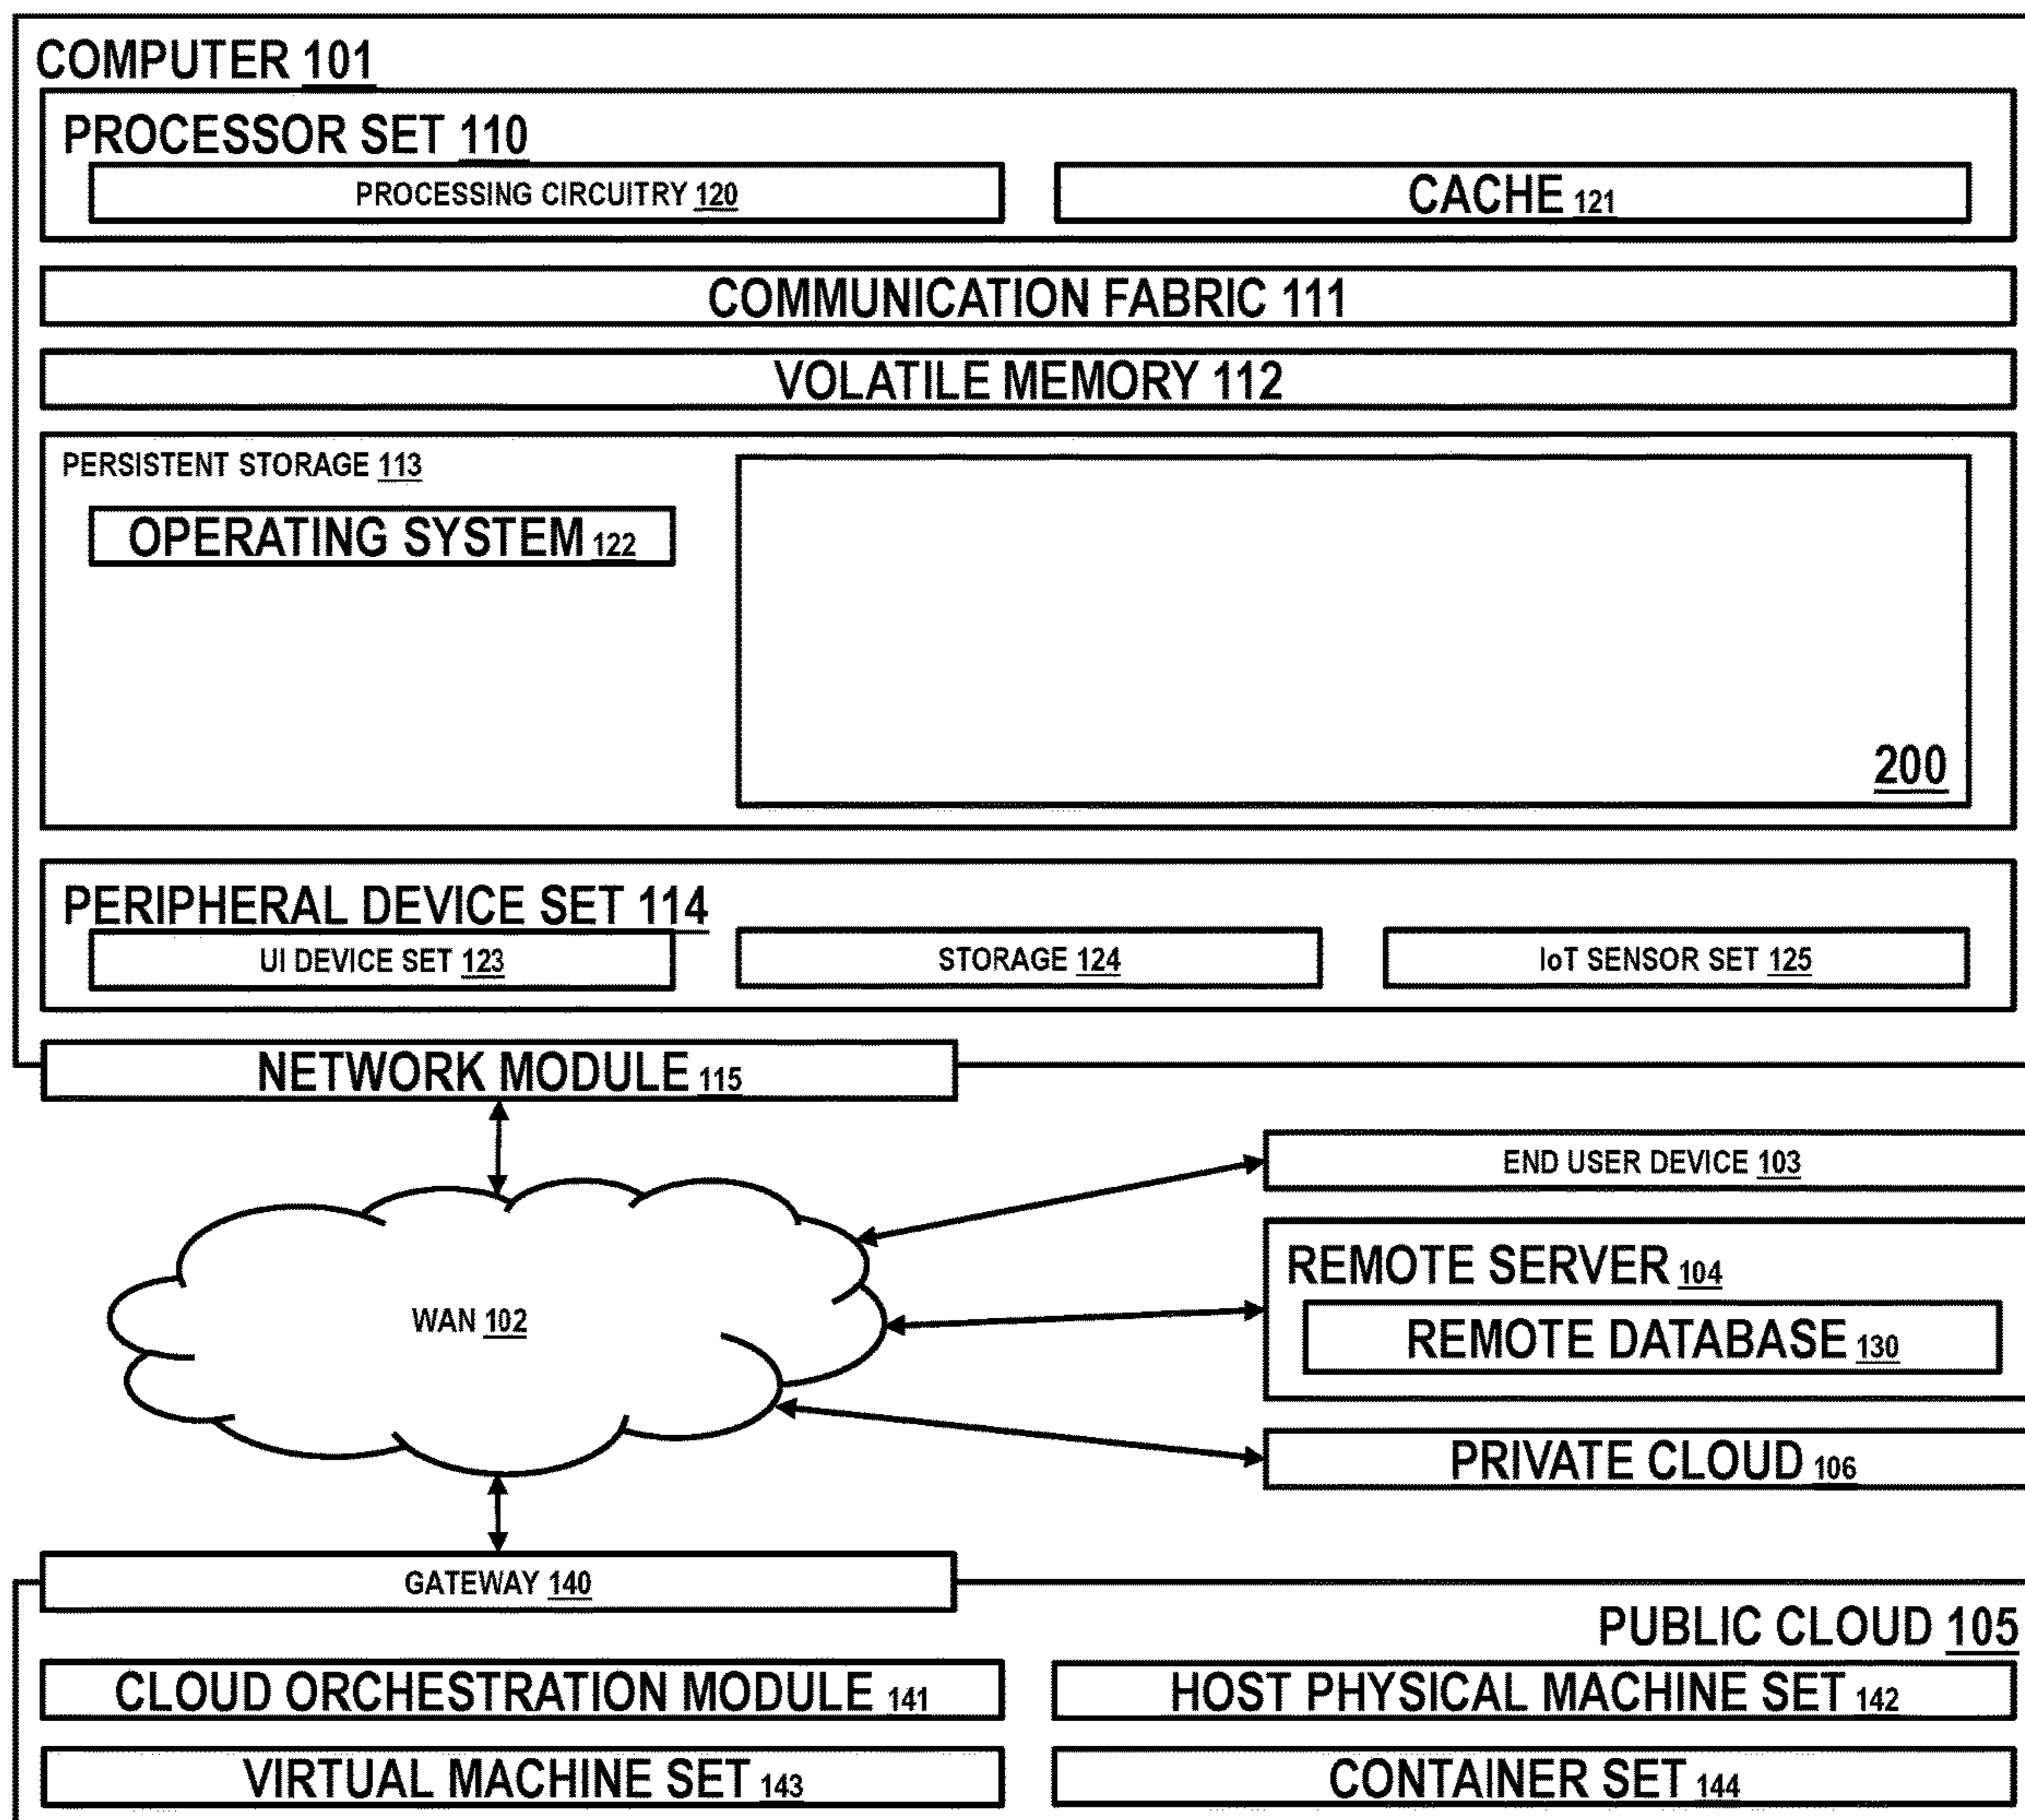 COMPUTER 101
PROCESSOR SET 110
PROCESSING CIRCUITRY 120
CACHE 121
COMMUNICATION FABRIC 111
VOLATILE MEMORY 112
PERSISTENT STORAGE 113
OPERATING SYSTEM 122
200
PERIPHERAL DEVICE SET 114
UI DEVICE SET 123
STORAGE 124
IoT SENSOR SET 125
NETWORK MODULE 115
END USER DEVICE 103
REMOTE SERVER 104
WAN 102
REMOTE DATABASE 130
PRIVATE CLOUD 106
GATEWAY 140
PUBLIC CLOUD 105
CLOUD ORCHESTRATION MODULE 141
HOST PHYSICAL MACHINE SET 142
VIRTUAL MACHINE SET 143
CONTAINER SET 144